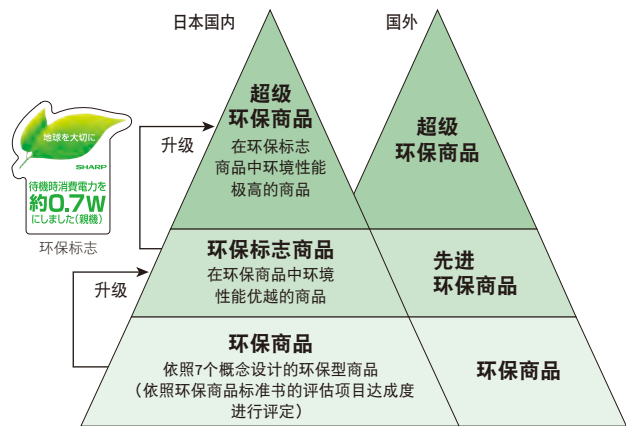 日本国内
国外
超级
环保商品
在环保标志
商品中环境性能
极高的商品
超级
环保商品
升级
地球を大切に
SHARP
待機時消費電力を
約0.7W
にしました(親機)
环保标志
环保标志商品
在环保商品中环境
性能优越的商品
先进
环保商品
升级
环保商品
依照7个概念设计的环保型商品
(依照环保商品标准书的评估项目达成度
进行评定)
环保商品